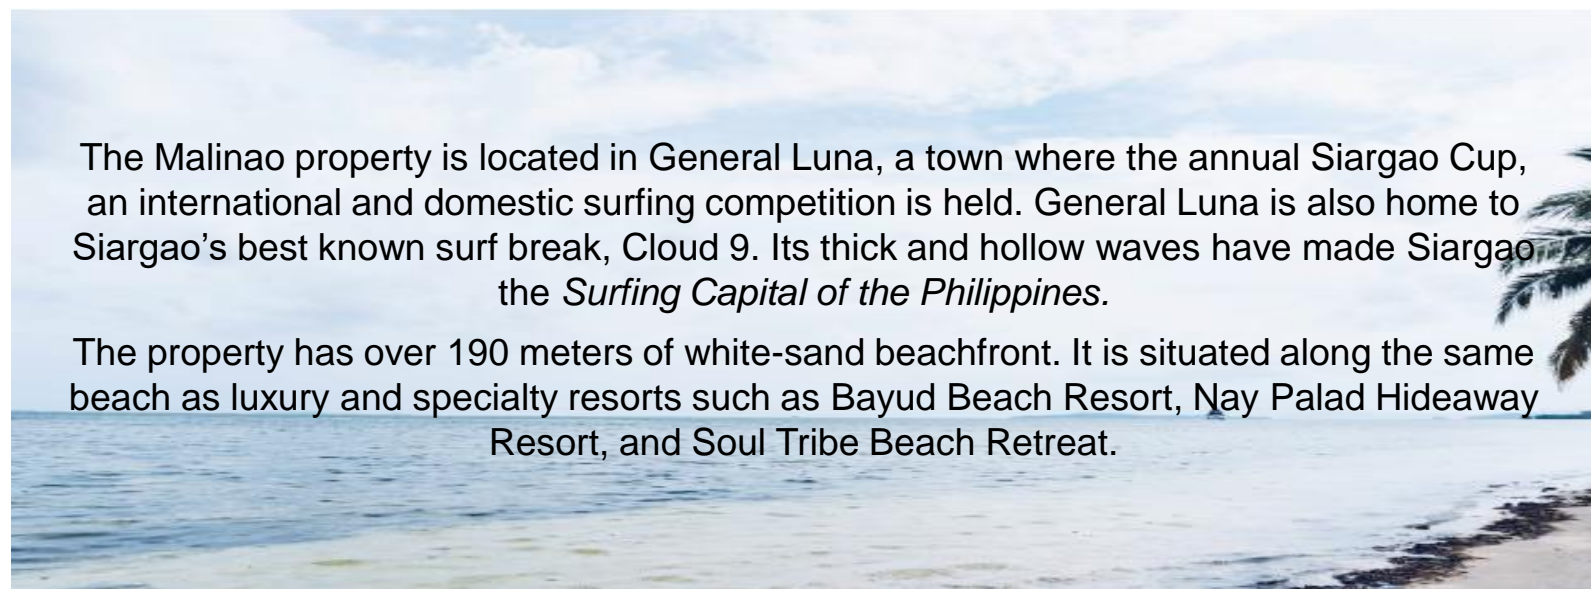 The Malinao property is located in General Luna, a town where the annual Siargao Cup,
an international and domestic surfing competition is held. General Luna is also home to
Siargao’s best known surf break, Cloud 9. Its thick and hollow waves have made Siargao
the Surfing Capital of the Philippines.
The property has over 190 meters of white-sand beachfront. It is situated along the same
beach as luxury and specialty resorts such as Bayud Beach Resort, Nay Palad Hideaway
Resort, and Soul Tribe Beach Retreat.